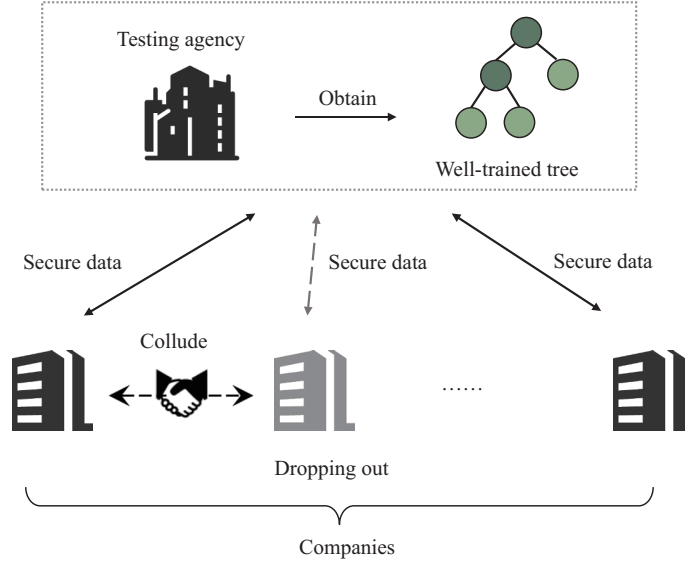 Testing agency
Obtain
Well-trained tree
Secure data
Secure data
Secure data
Collude
……
Dropping out
Companies